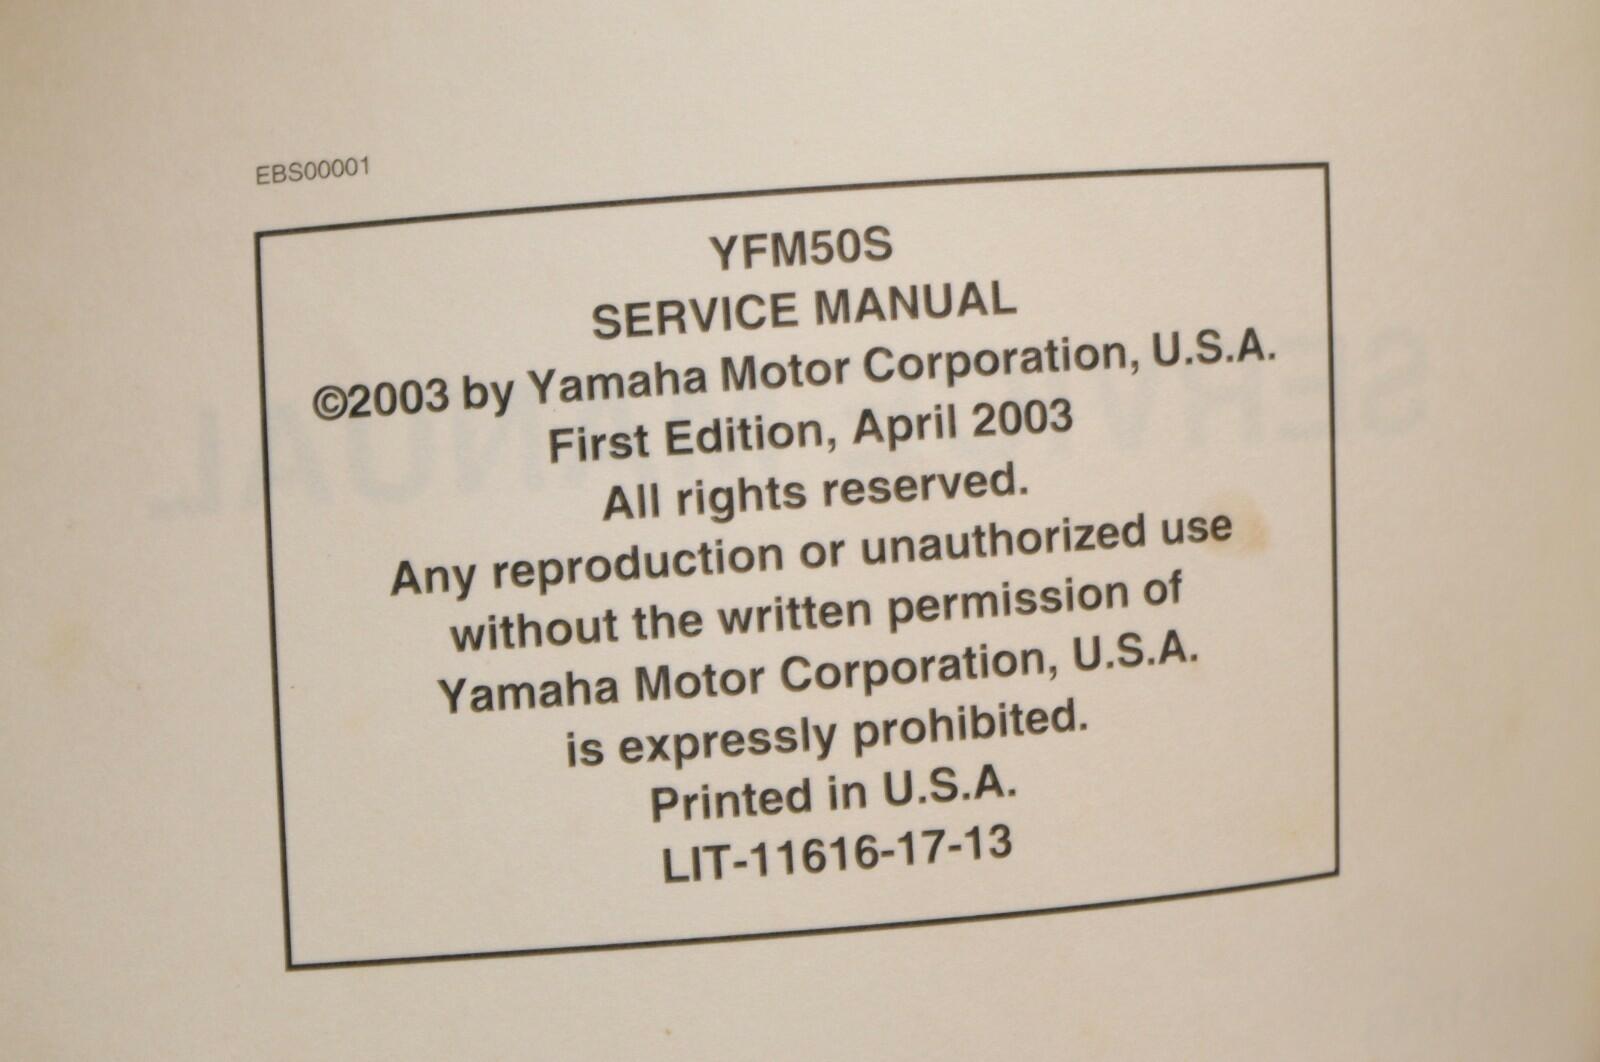 EBS00001
YFM50S
SERVICE MANUAL
©2003 by Yamaha Motor Corporation, U.S.A.
First Edition, April 2003
All rights reserved.
Any reproduction or unauthorized use
without the written permission of
Yamaha Motor Corporation, U.S.A.
is expressly prohibited.
Printed in U.S.A.
LIT-11616-17-13